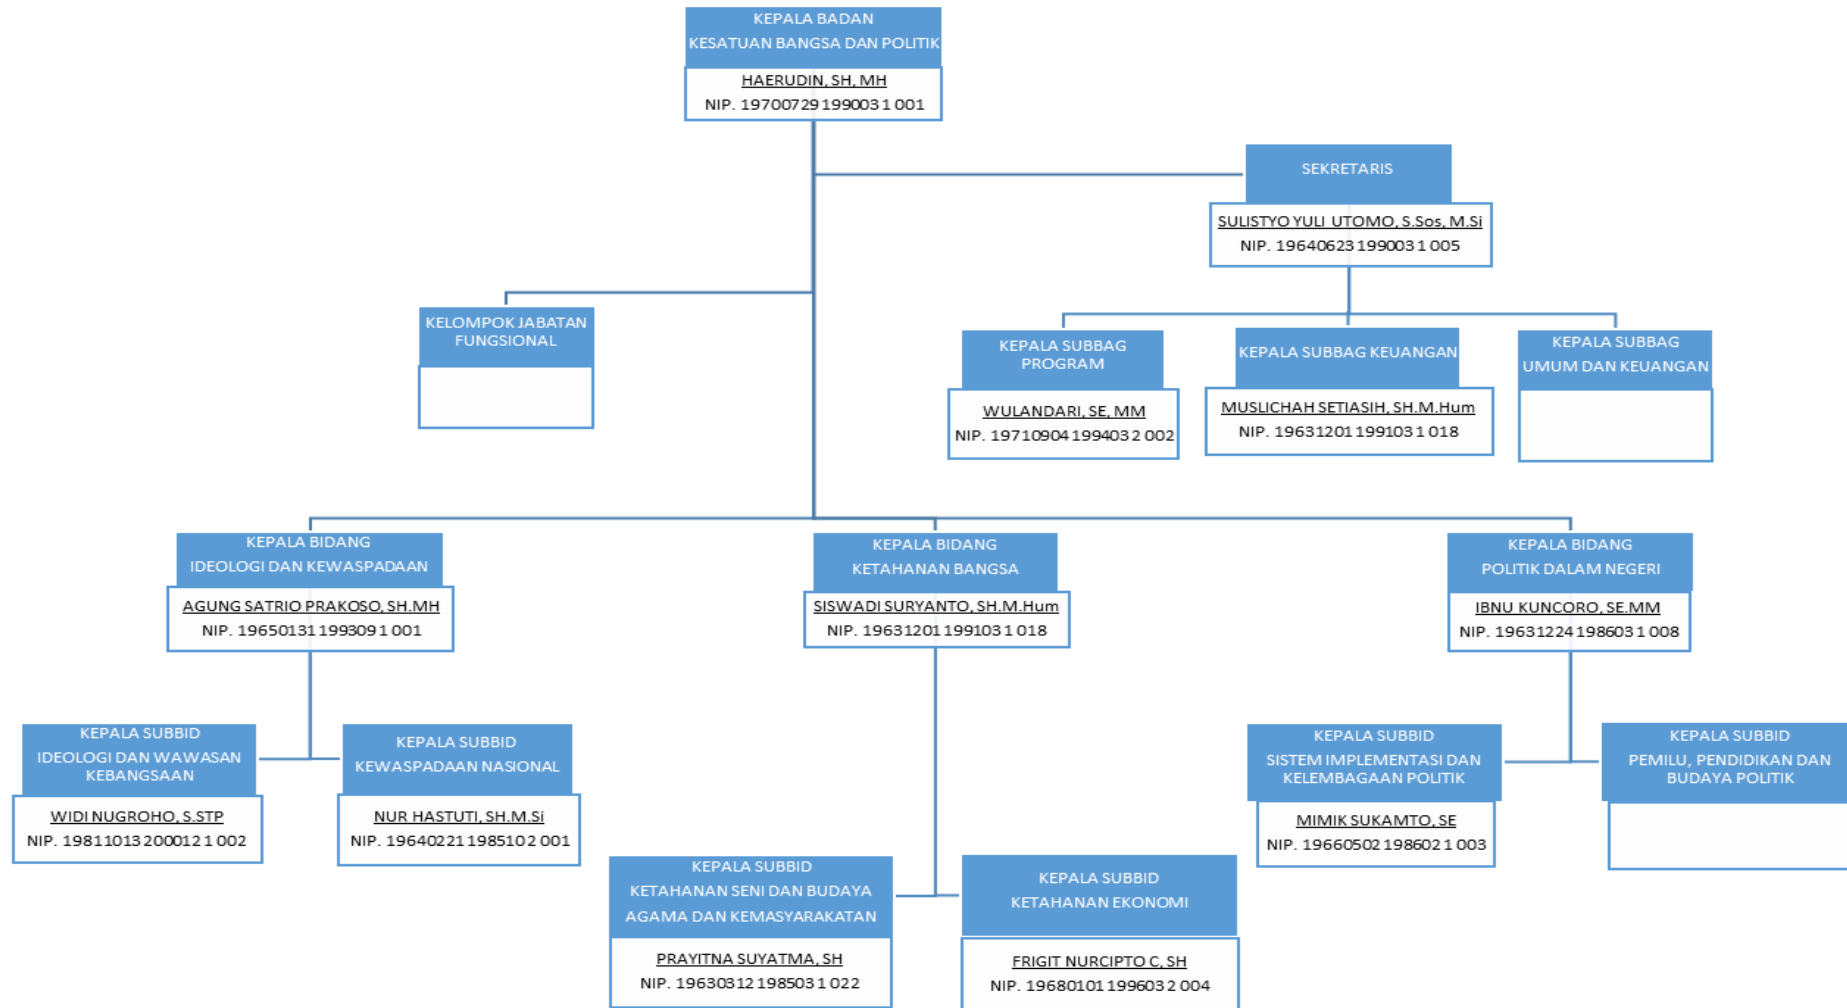 KEPALA BADAN
KESATUAN BANGSA DAN POLITIK
HAERUDIN, SH, MH
NIP. 19700729 199003 1 001
SEKRETARIS
SULISTYO YULI UTOMO, S.Sos, M.Si
NIP. 19640623 199003 1 005
KELOMPOK JABATAN
FUNGSIONAL
KEPALA SUBBAG
PROGRAM
WULANDARI, SE, MM
NIP. 19710904 199403 2 002
KEPALA SUBBAG KEUANGAN
MUSLICHAH SETIASIH, SH.M.Hum
NIP. 19631201 199103 1 018
KEPALA SUBBAG
UMUM DAN KEUANGAN
KEPALA BIDANG
IDEOLOGI DAN KEWASPADAAN
AGUNG SATRIO PRAKOSO, SH.MH
NIP. 19650131 199309 1 001
KEPALA BIDANG
KETAHANAN BANGSA
SISWADI SURYANTO, SH.M.Hum
NIP. 19631201 199103 1 018
KEPALA BIDANG
POLITIK DALAM NEGERI
IBNU KUNCORO, SE.MM
NIP. 19631224 198603 1 008
KEPALA SUBBID
IDEOLOGI DAN WAWASAN
KEBANGSAAN
WIDI NUGROHO, S.STP
NIP. 19811013 200012 1 002
KEPALA SUBBID
KEWASPADAAN NASIONAL
NUR HASTUTI, SH.M.Si
NIP. 19640221 198510 2 001
KEPALA SUBBID
KETAHANAN SENI DAN BUDAYA
AGAMA DAN KEMASYARAKATAN
PRAYITNA SUYATMA, SH
NIP. 19630312 198503 1 022
KEPALA SUBBID
KETAHANAN EKONOMI
FRIGIT NURCIPTO C, SH
NIP. 19680101 199603 2 004
KEPALA SUBBID
SISTEM IMPLEMENTASI DAN
KELEMBAGAAN POLITIK
MIMIK SUKAMTO, SE
NIP. 19660502 198602 1 003
KEPALA SUBBID
PEMILU, PENDIDIKAN DAN
BUDAYA POLITIK